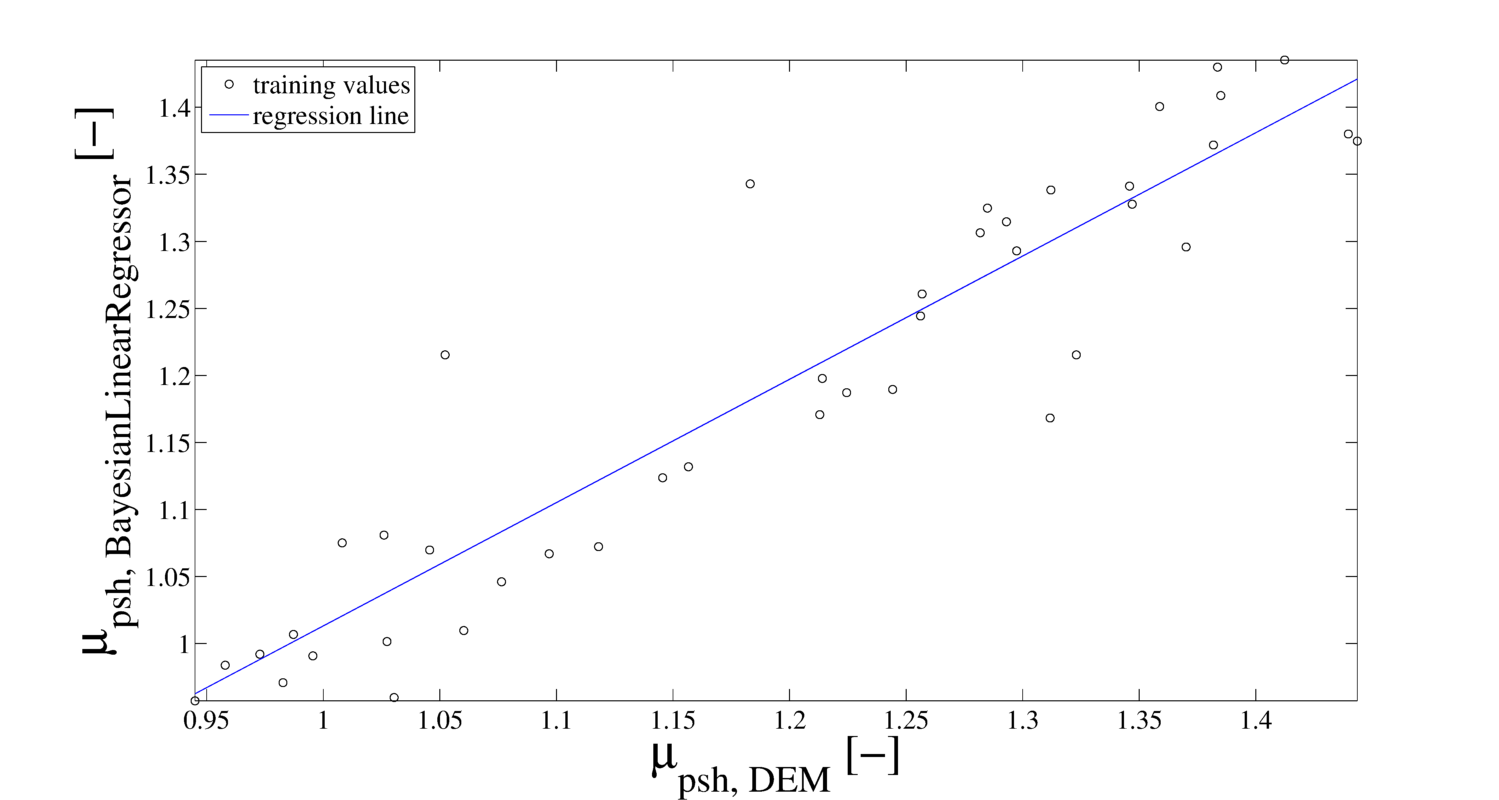 training values
regression line
μpsh, BayesianLinearRegressor [−]
1.4
1.35
1.3
1.25
1.2
1.15
1.1
1.05
1
0.95 1 1.05 1.1 1.15 1.2 1.25 1.3 1.35 1.4
μpsh, DEM [−]